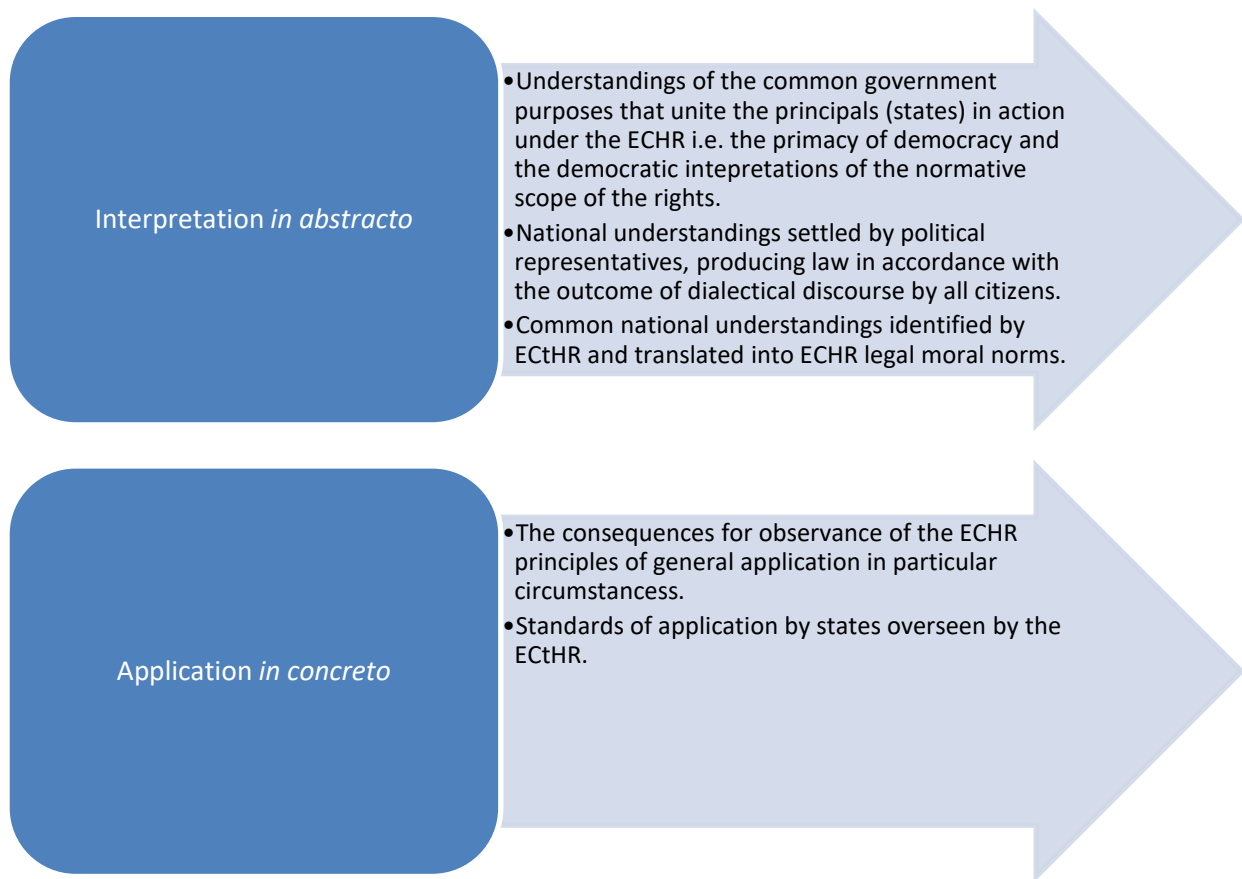 Interpretation in abstracto
•Understandings of the common government
purposes that unite the principals (states) in action
under the ECHR i.e. the primacy of democracy and
the democratic intepretations of the normative
scope of the rights.
•National understandings settled by political
representatives, producing law in accordance with
the outcome of dialectical discourse by all citizens.
•Common national understandings identified by
ECtHR and translated into ECHR legal moral norms.
Application in concreto
•The consequences for observance of the ECHR
principles of general application in particular
circumstancess.
•Standards of application by states overseen by the
ECtHR.